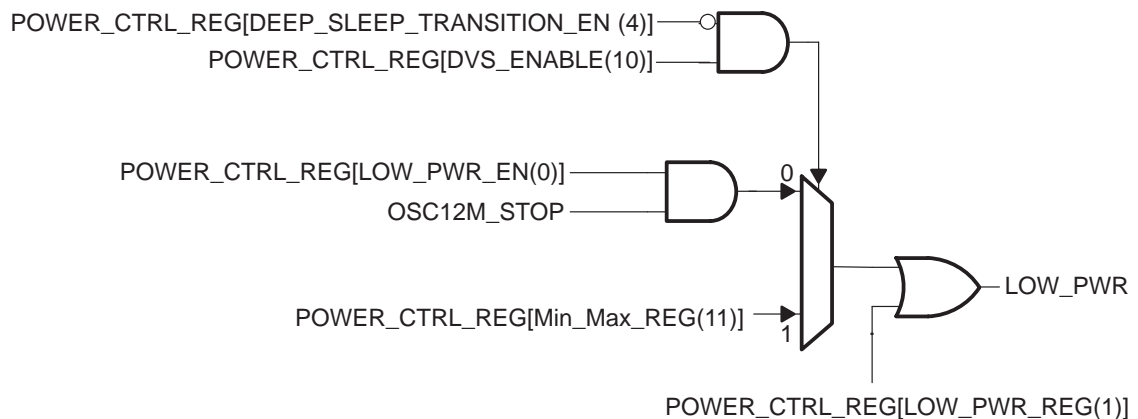 POWER_CTRL_REG[DEEP_SLEEP_TRANSITION_EN (4)]
POWER_CTRL_REG[DVS_ENABLE(10)]
POWER_CTRL_REG[LOW_PWR_EN(0)]
0
OSC12M_STOP
LOW_PWR
POWER_CTRL_REG[Min_Max_REG(11)]
1
POWER_CTRL_REG[LOW_PWR_REG(1)]